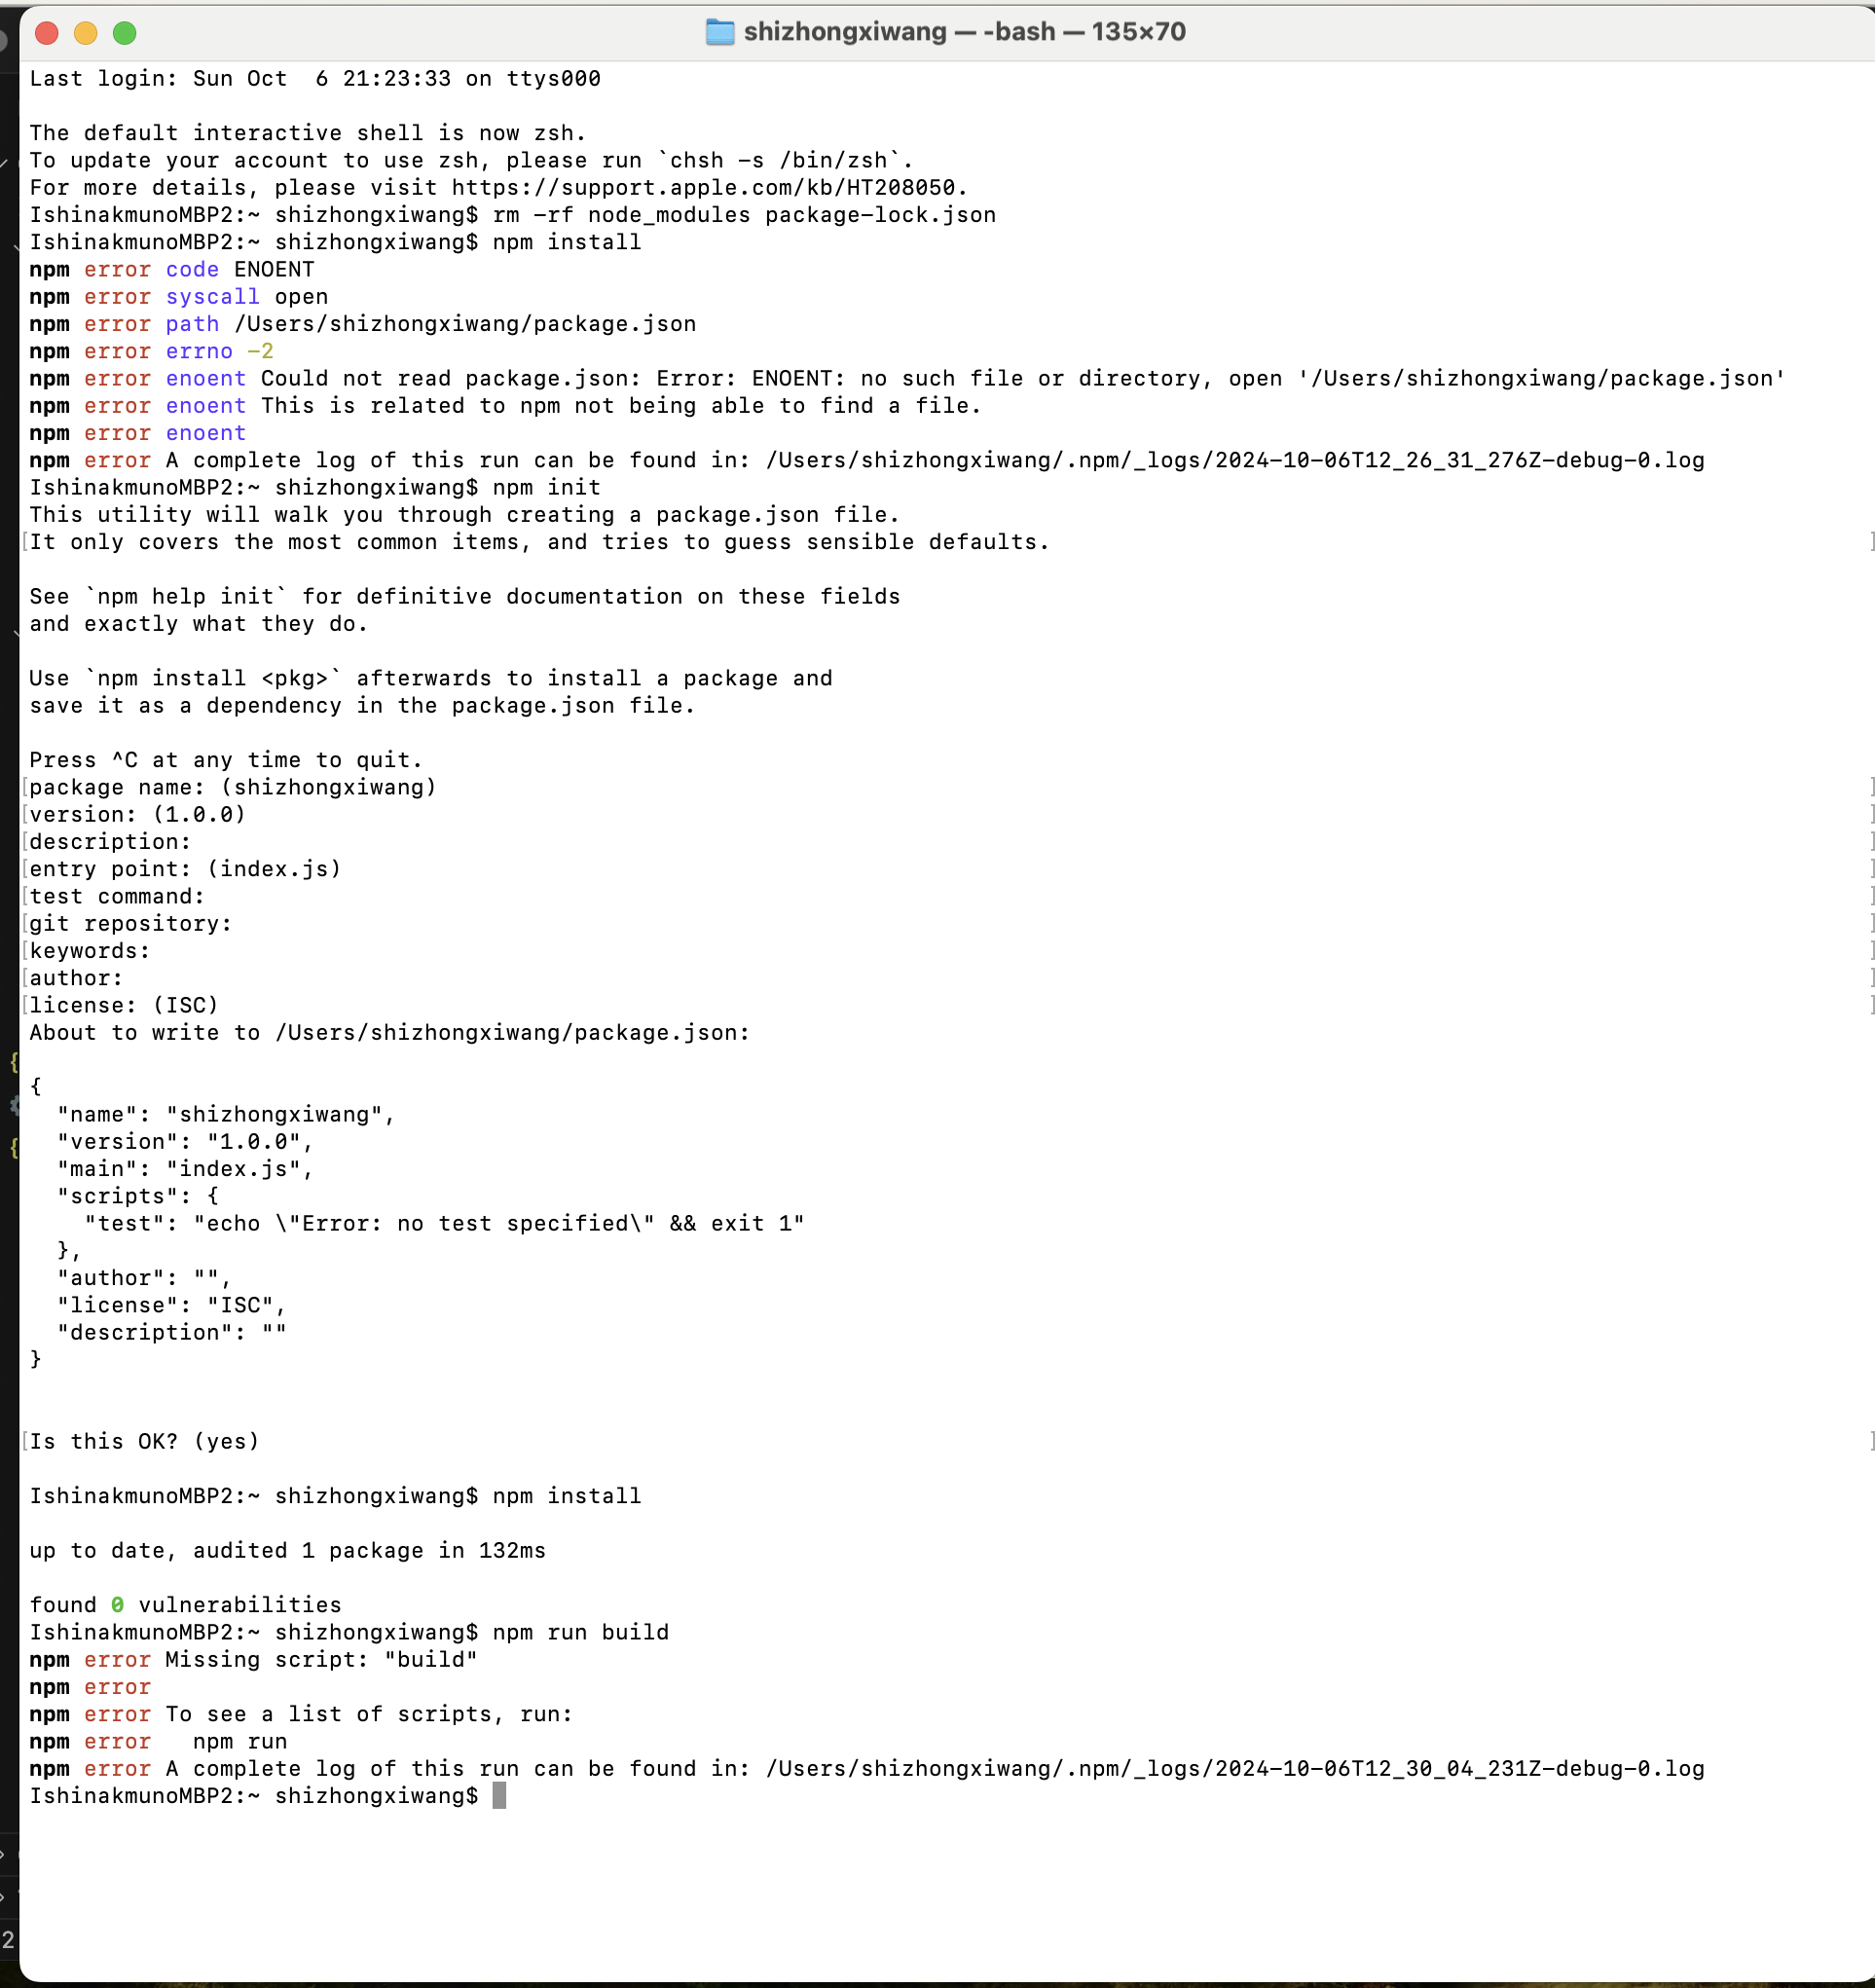 shizhongxiwang — -bash — 135×70
Last login: Sun Oct  6 21:23:33 on ttys000
The default interactive shell is now zsh.
To update your account to use zsh, please run `chsh -s /bin/zsh`.
For more details, please visit https://support.apple.com/kb/HT208050.
IshinakmunoMBP2:~ shizhongxiwang$ rm -rf node_modules package-lock.json
IshinakmunoMBP2:~ shizhongxiwang$ npm install
npm error code ENOENT
npm error syscall open
npm error path /Users/shizhongxiwang/package.json
npm error errno -2
npm error enoent Could not read package.json: Error: ENOENT: no such file or directory, open '/Users/shizhongxiwang/package.json'
npm error enoent This is related to npm not being able to find a file.
npm error enoent
npm error A complete log of this run can be found in: /Users/shizhongxiwang/.npm/_logs/2024-10-06T12_26_31_276Z-debug-0.log
IshinakmunoMBP2:~ shizhongxiwang$ npm init
This utility will walk you through creating a package.json file.
[It only covers the most common items, and tries to guess sensible defaults. ]
See `npm help init` for definitive documentation on these fields
and exactly what they do.
Use `npm install <pkg>` afterwards to install a package and
save it as a dependency in the package.json file.
Press ^C at any time to quit.
[package name: (shizhongxiwang) ]
[version: (1.0.0) ]
[description: ]
[entry point: (index.js) ]
[test command: ]
[git repository: ]
[keywords: ]
[author: ]
[license: (ISC) ]
About to write to /Users/shizhongxiwang/package.json:
{
  "name": "shizhongxiwang",
  "version": "1.0.0",
  "main": "index.js",
  "scripts": {
    "test": "echo \"Error: no test specified\" && exit 1"
  },
  "author": "",
  "license": "ISC",
  "description": ""
}
[Is this OK? (yes) ]
IshinakmunoMBP2:~ shizhongxiwang$ npm install
up to date, audited 1 package in 132ms
found 0 vulnerabilities
IshinakmunoMBP2:~ shizhongxiwang$ npm run build
npm error Missing script: "build"
npm error
npm error To see a list of scripts, run:
npm error   npm run
npm error A complete log of this run can be found in: /Users/shizhongxiwang/.npm/_logs/2024-10-06T12_30_04_231Z-debug-0.log
IshinakmunoMBP2:~ shizhongxiwang$
{
{
2